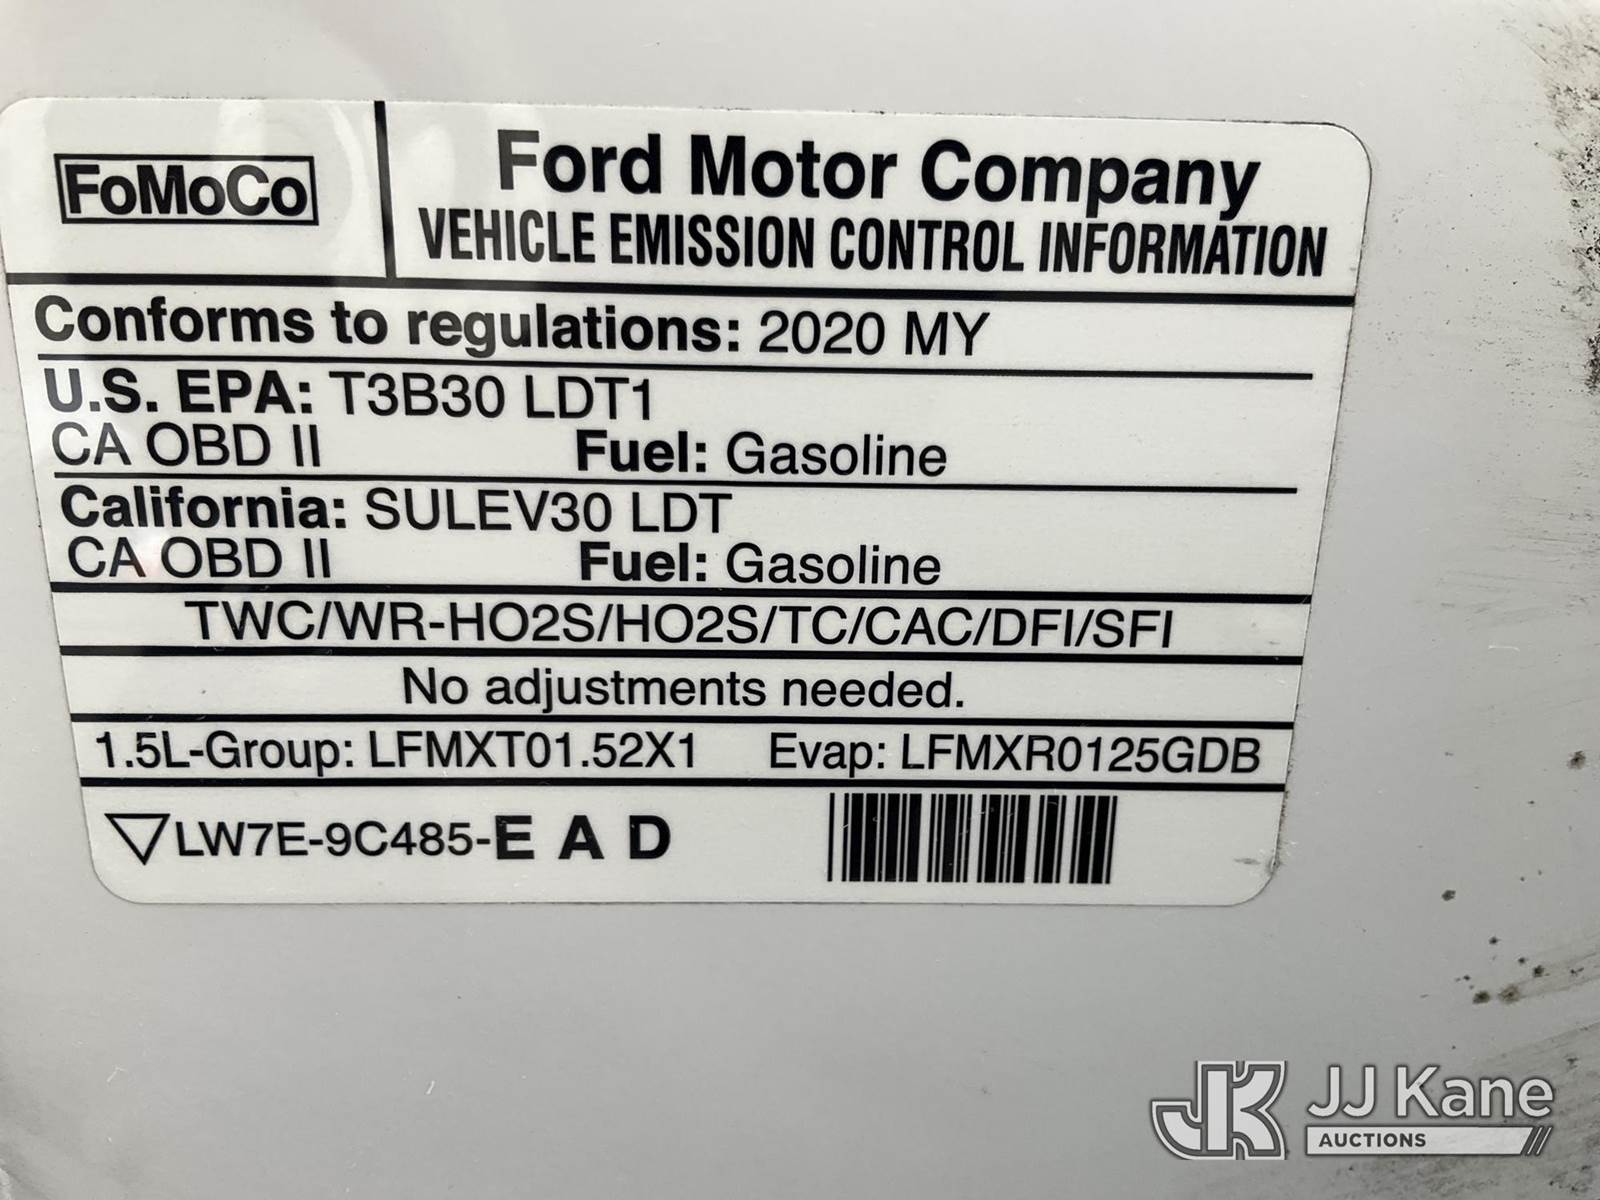 FoMoCo
Ford Motor Company
VEHICLE EMISSION CONTROL INFORMATION
Conforms to regulations: 2020 MY
U.S. EPA: T3B30 LDT1
CA OBD II Fuel: Gasoline
California: SULEV30 LDT
CA OBD II Fuel: Gasoline
TWC/WR-HO2S/HO2S/TC/CAC/DFI/SFI
No adjustments needed.
1.5L-Group: LFMXT01.52X1 Evap: LFMXR0125GDB
LW7E-9C485-E A D
JK JJ Kane
AUCTIONS